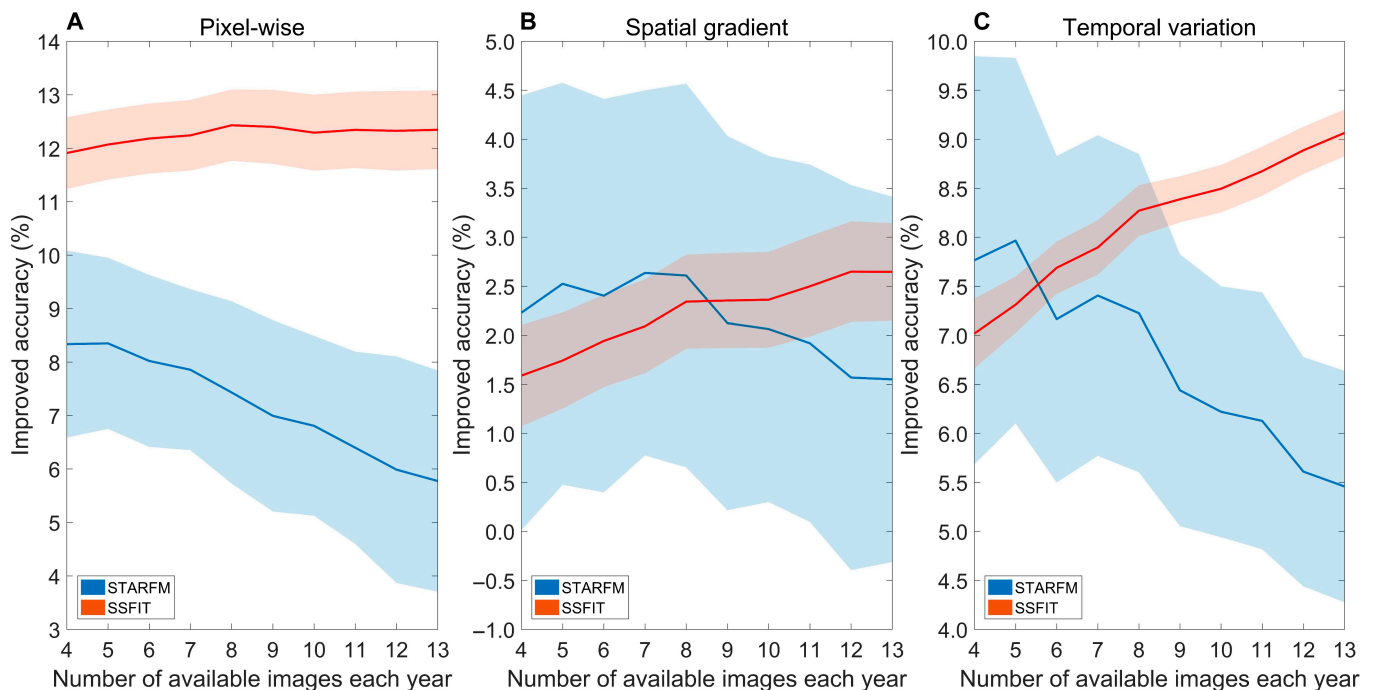 A Pixel-wise
14
13
12
11
10
9
8
7
6
5
4
3
Improved accuracy (%)
STARFM
SSFIT
4 5 6 7 8 9 10 11 12 13
Number of available images each year
B Spatial gradient
5.0
4.5
4.0
3.5
3.0
2.5
2.0
1.5
1.0
0.5
0.0
−0.5
−1.0
Improved accuracy (%)
STARFM
SSFIT
4 5 6 7 8 9 10 11 12 13
Number of available images each year
C Temporal variation
10.0
9.5
9.0
8.5
8.0
7.5
7.0
6.5
6.0
5.5
5.0
4.5
4.0
Improved accuracy (%)
STARFM
SSFIT
4 5 6 7 8 9 10 11 12 13
Number of available images each year